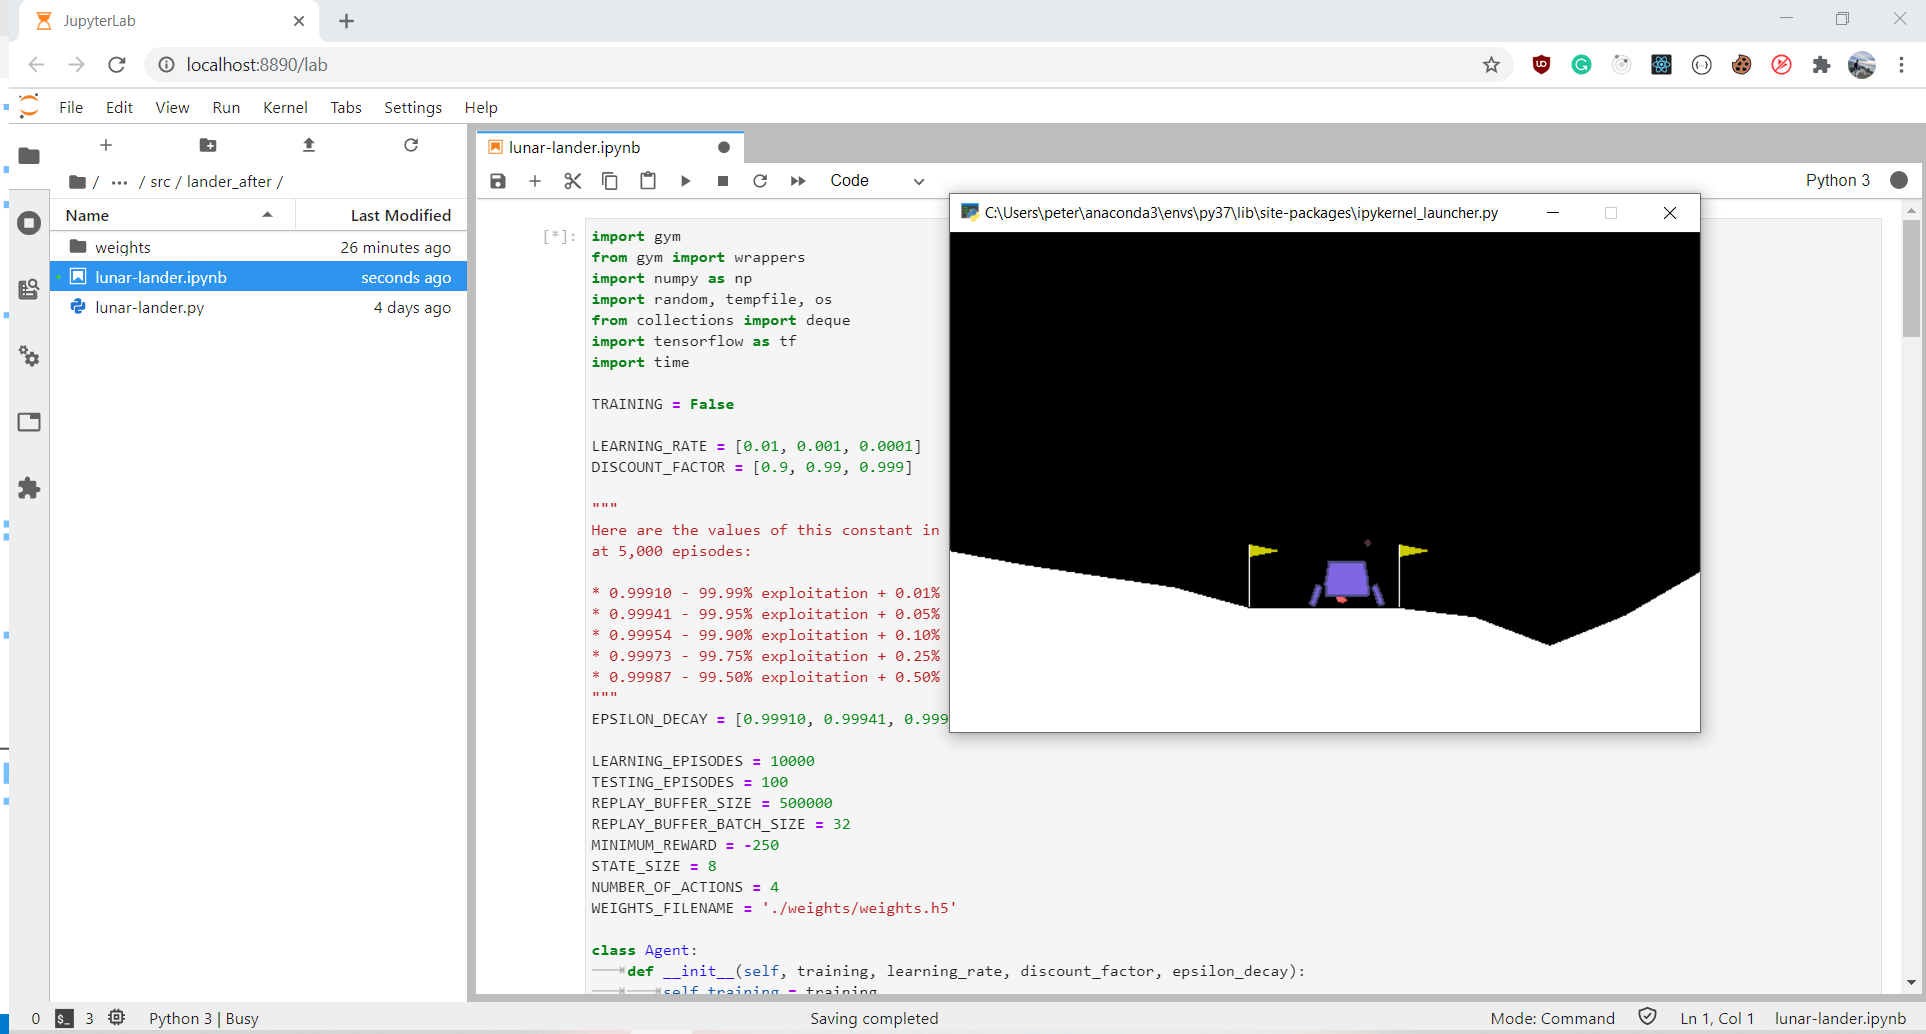 JupyterLab
localhost:8890/lab
File Edit View Run Kernel Tabs Settings Help
/ ... / src / lander_after /
Name Last Modified
weights 26 minutes ago
lunar-lander.ipynb seconds ago
lunar-lander.py 4 days ago
lunar-lander.ipynb
Code
Python 3
C:\Users\peter\anaconda3\envs\py37\lib\site-packages\ipykernel_launcher.py
[*]:
import gym
from gym import wrappers
import numpy as np
import random, tempfile, os
from collections import deque
import tensorflow as tf
import time
TRAINING = False
LEARNING_RATE = [0.01, 0.001, 0.0001]
DISCOUNT_FACTOR = [0.9, 0.99, 0.999]
"""
Here are the values of this constant in
at 5,000 episodes:
* 0.99910 - 99.99% exploitation + 0.01%
* 0.99941 - 99.95% exploitation + 0.05%
* 0.99954 - 99.90% exploitation + 0.10%
* 0.99973 - 99.75% exploitation + 0.25%
* 0.99987 - 99.50% exploitation + 0.50%
"""
EPSILON_DECAY = [0.99910, 0.99941, 0.999
LEARNING_EPISODES = 10000
TESTING_EPISODES = 100
REPLAY_BUFFER_SIZE = 500000
REPLAY_BUFFER_BATCH_SIZE = 32
MINIMUM_REWARD = -250
STATE_SIZE = 8
NUMBER_OF_ACTIONS = 4
WEIGHTS_FILENAME = './weights/weights.h5'
class Agent:
def __init__(self, training, learning_rate, discount_factor, epsilon_decay):
self.training = training
0 $_ 3 Python 3 | Busy Saving completed Mode: Command Ln 1, Col 1 lunar-lander.ipynb